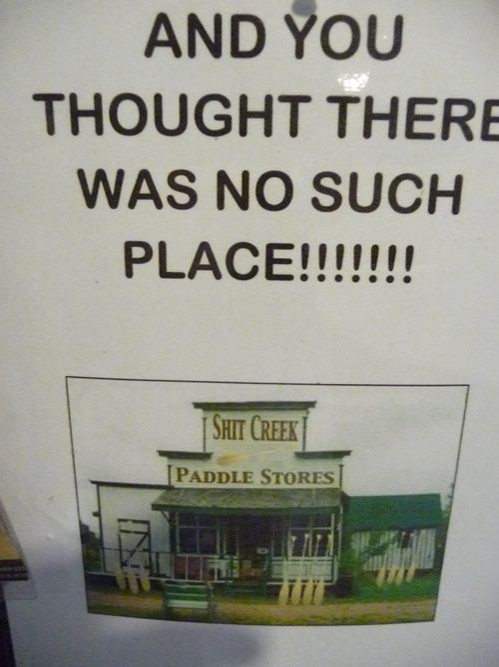 AND YOU
THOUGHT THERE
WAS NO SUCH
PLACE!!!!!!!
SHIT CREEK
PADDLE STORES